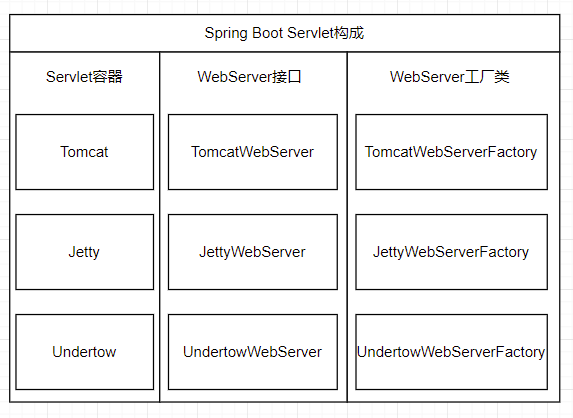 Spring Boot Servlet构成
Servlet容器
WebServer接口
WebServer工厂类
Tomcat
TomcatWebServer
TomcatWebServerFactory
Jetty
JettyWebServer
JettyWebServerFactory
Undertow
UndertowWebServer
UndertowWebServerFactory